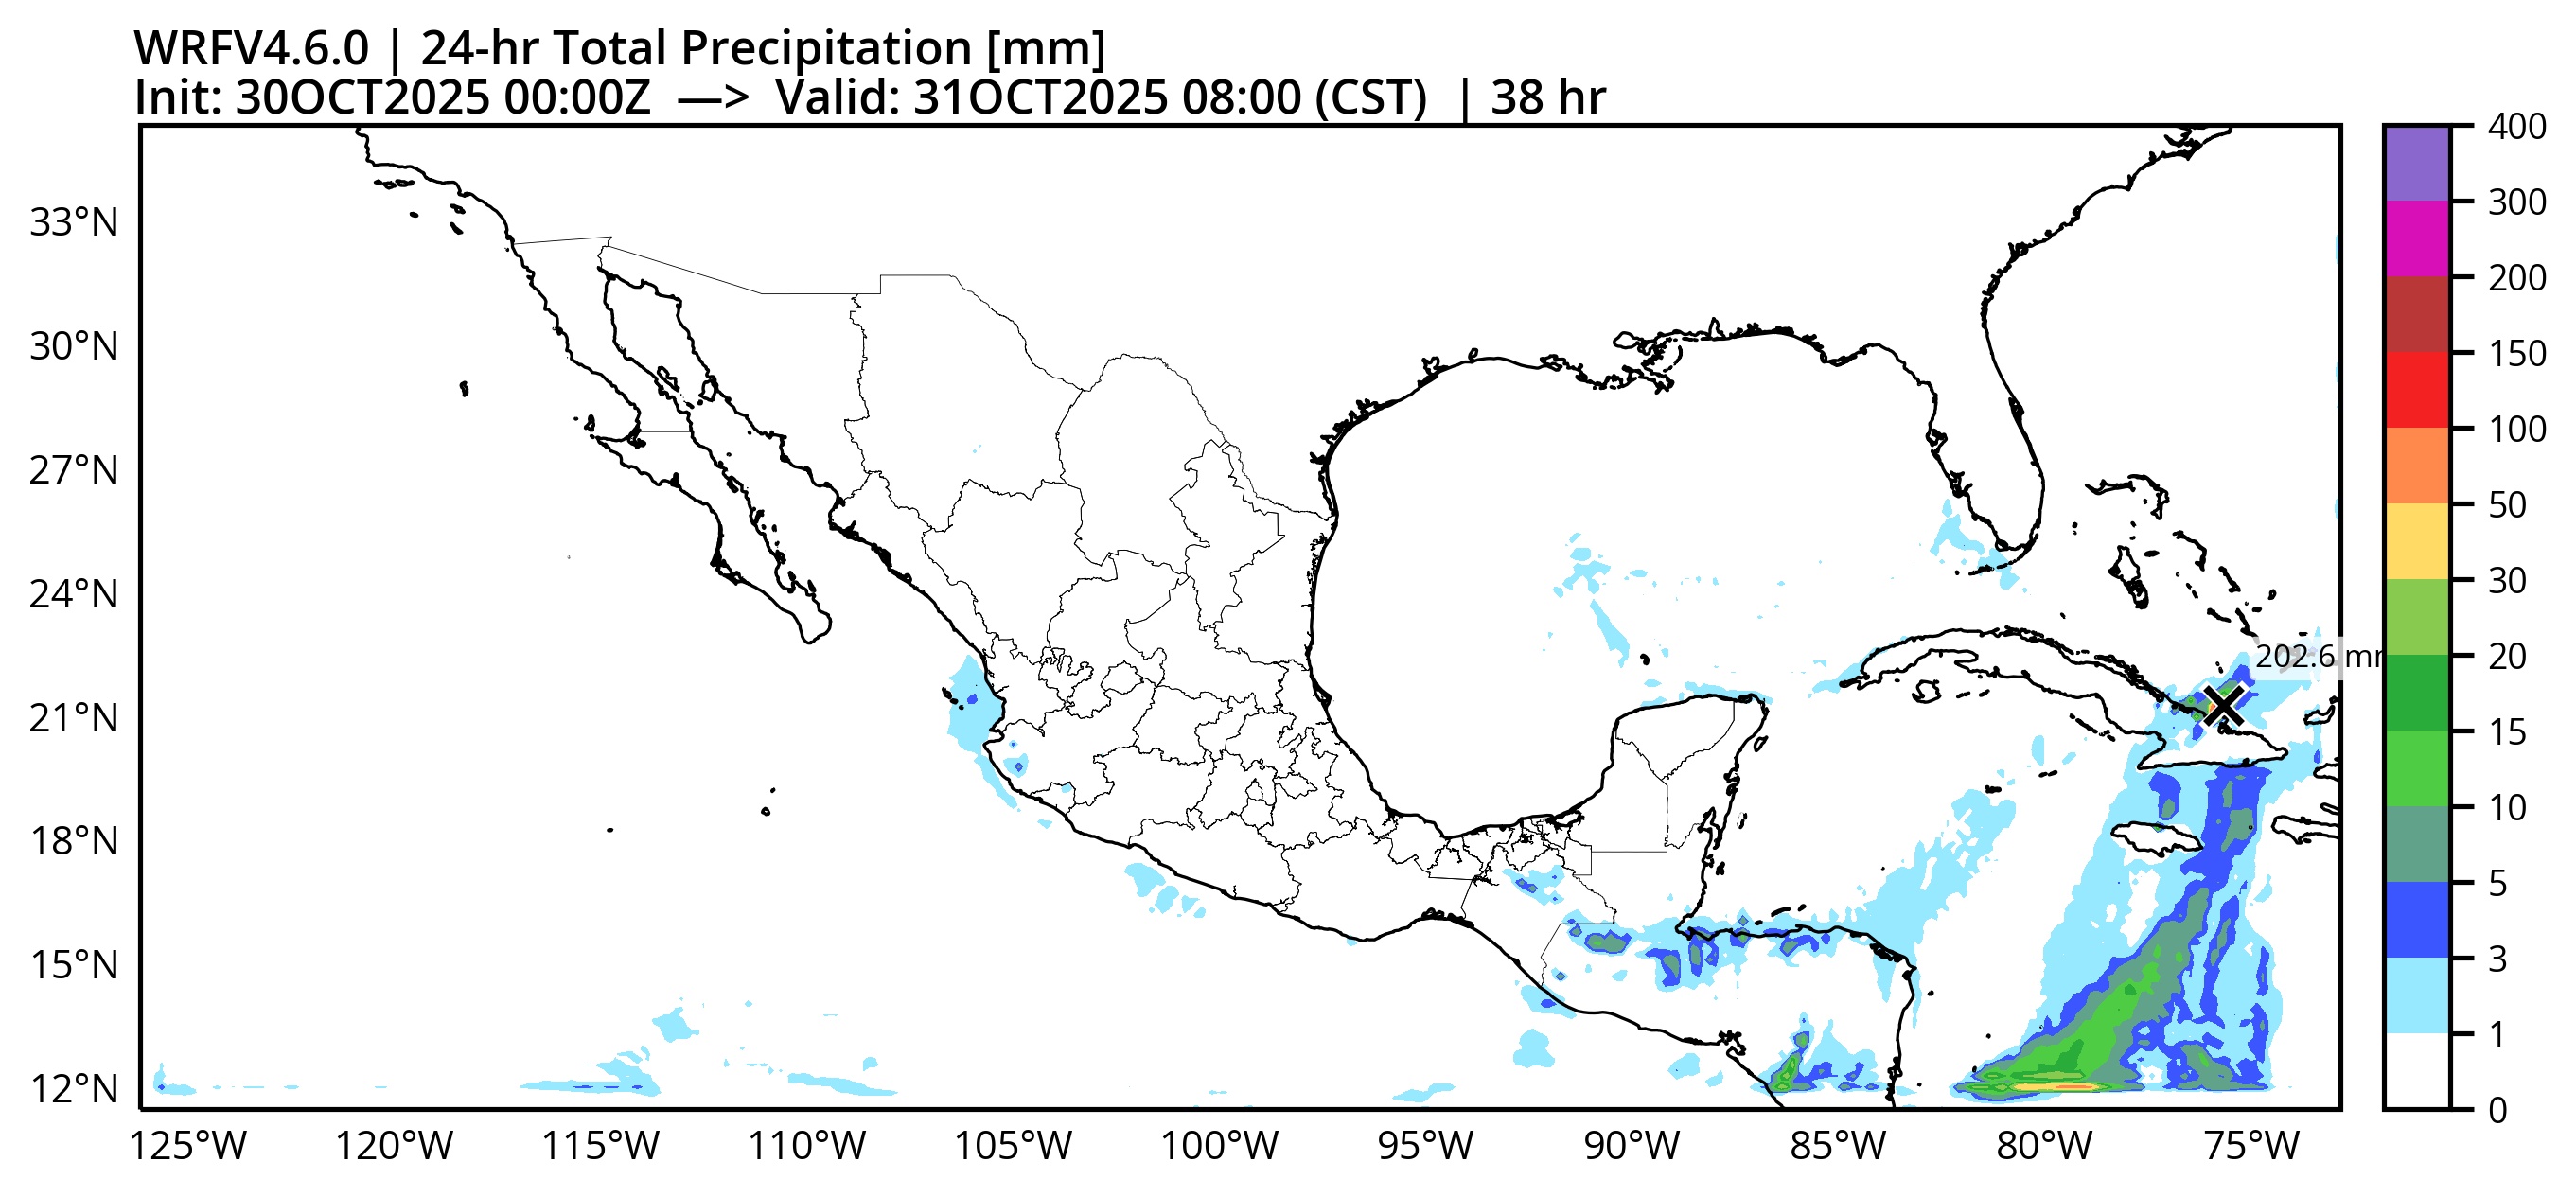 WRFV4.6.0 | 24-hr Total Precipitation [mm]
Init: 30OCT2025 00:00Z —> Valid: 31OCT2025 08:00 (CST) | 38 hr
400
300
200
150
100
50
30
20
15
10
5
3
1
0
33°N
30°N
27°N
24°N
21°N
18°N
15°N
12°N
202.6
125°W 120°W 115°W 110°W 105°W 100°W 95°W 90°W 85°W 80°W 75°W